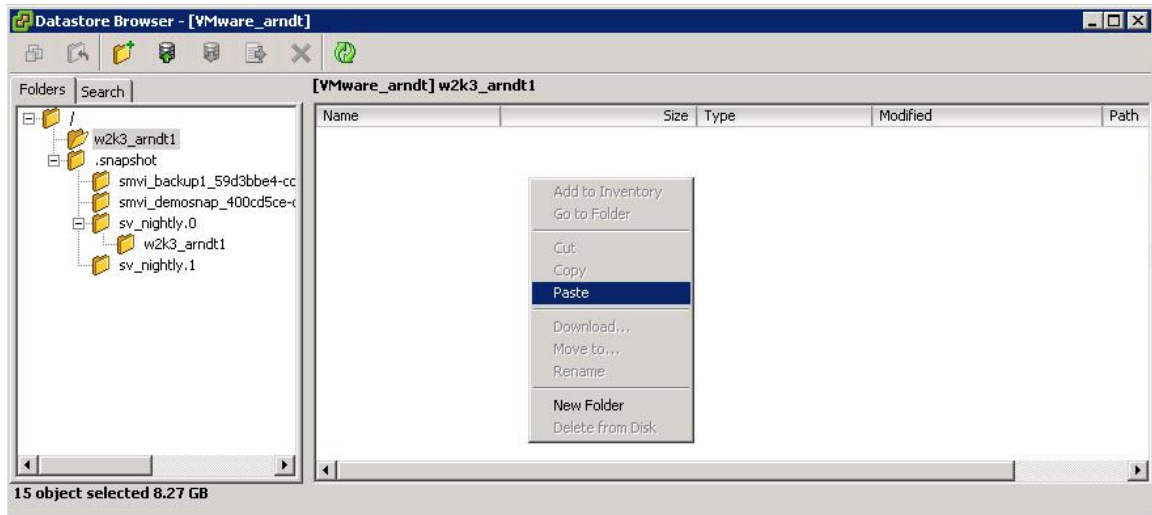 Datastore Browser - [VMware_arndt]
Folders
Search
[VMware_arndt] w2k3_arndt1
/
w2k3_arndt1
.snapshot
smvi_backup1_59d3bbe4-cc
smvi_demosnap_400cd5ce-c
sv_nightly.0
w2k3_arndt1
sv_nightly.1
Name Size Type Modified Path
Add to Inventory
Go to Folder
Cut
Copy
Paste
Download...
Move to...
Rename
New Folder
Delete from Disk
15 object selected 8.27 GB